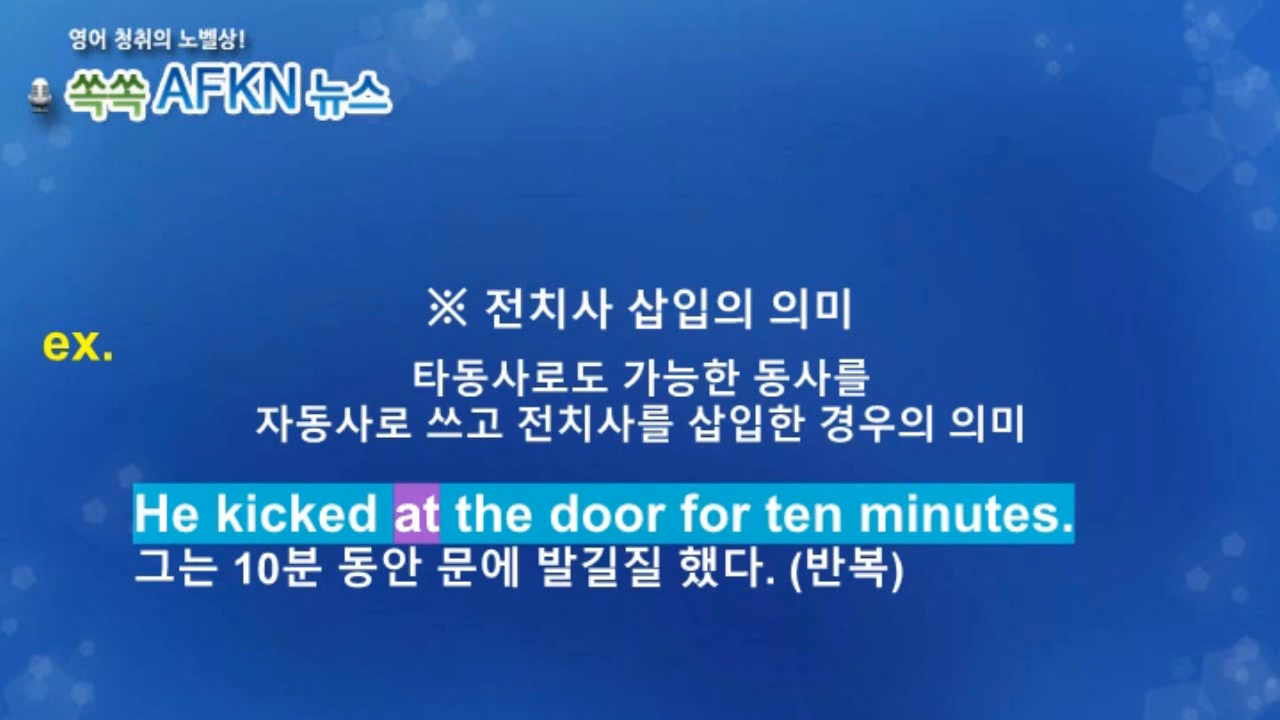 영어 청취의 노벨상!
쏙쏙 AFKN 뉴스
※ 전치사 삽입의 의미
ex.
타동사로도 가능한 동사를
자동사로 쓰고 전치사를 삽입한 경우의 의미
He kicked at the door for ten minutes.
그는 10분 동안 문에 발길질 했다. (반복)